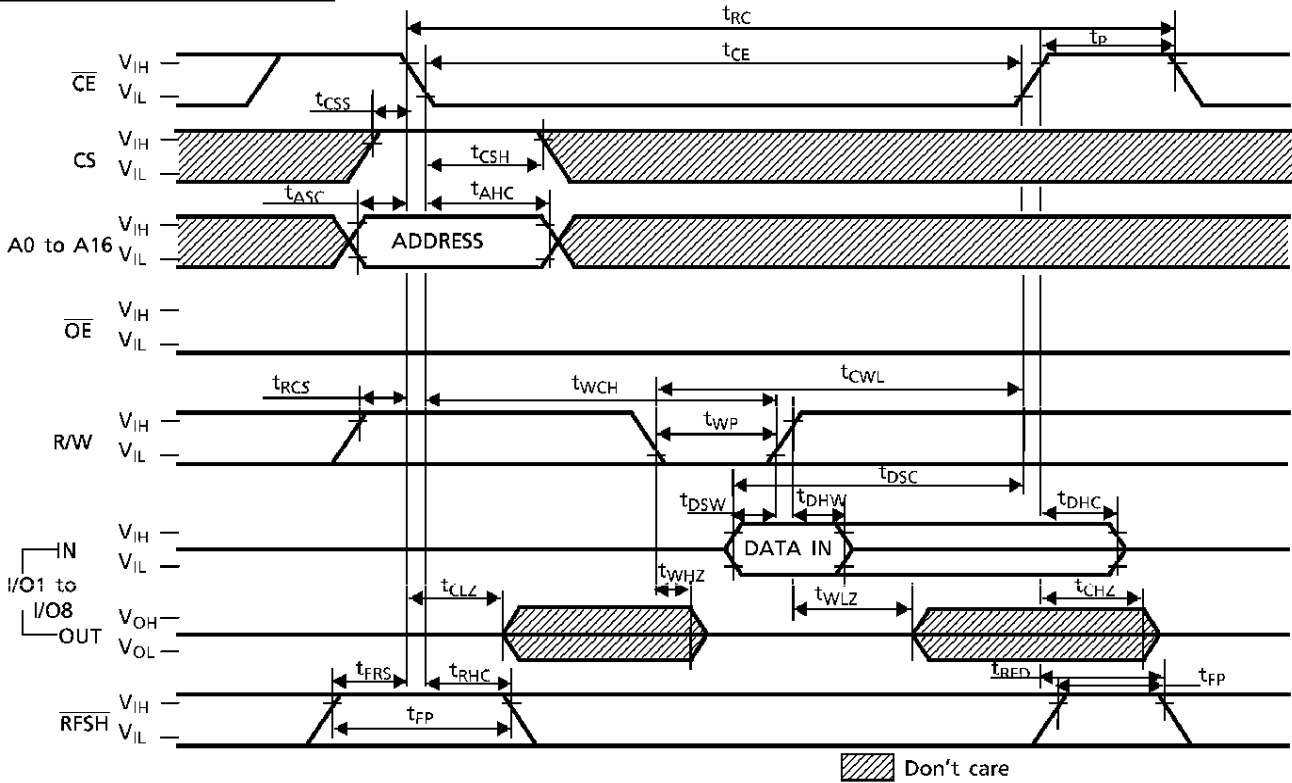 tRC
tP
tCE
CE
VIH
VIL
tCSS
CS
VIH
VIL
tCSH
tASC
tAHC
A0 to A16
VIH
VIL
ADDRESS
OE
VIH
VIL
tCWL
tRCS
tWCH
R/W
VIH
VIL
tWP
tDSC
tDSW
tDHW
tDHC
IN
VIH
VIL
DATA IN
I/O1 to
I/O8
tCLZ
tWHZ
tWLZ
tCHZ
OUT
VOH
VOL
tFRS
tRHC
tRFD
tFP
RFSH
VIH
VIL
tFP
Don't care